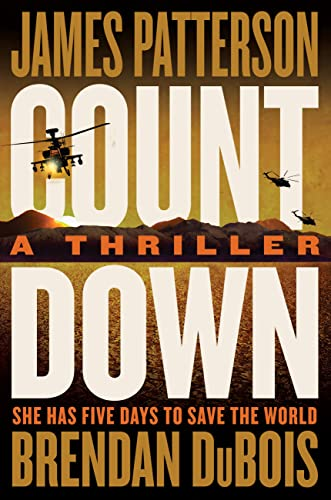 JAMES PATTERSON
COUNT
A THRILLER
DOWN
SHE HAS FIVE DAYS TO SAVE THE WORLD
BRENDAN DuBOIS